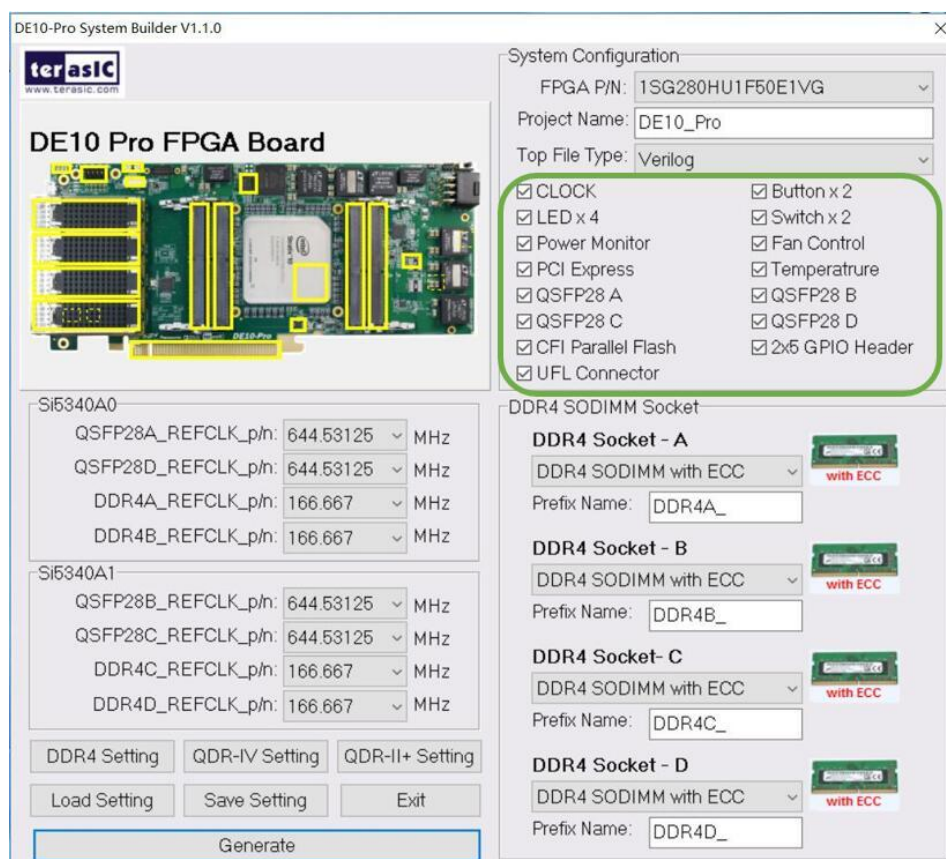 DE10-Pro System Builder V1.1.0
terasIC
www.terasic.com
DE10 Pro FPGA Board
DE10-Pro
System Configuration
FPGA P/N: 1SG280HU1F50E1VG
Project Name: DE10_Pro
Top File Type: Verilog
CLOCK
Button x 2
LED x 4
Switch x 2
Power Monitor
Fan Control
PCI Express
Temperatrure
QSFP28 A
QSFP28 B
QSFP28 C
QSFP28 D
CFI Parallel Flash
2x5 GPIO Header
UFL Connector
Si5340A0
QSFP28A_REFCLK_p/n: 644.53125 MHz
QSFP28D_REFCLK_p/n: 644.53125 MHz
DDR4A_REFCLK_p/n: 166.667 MHz
DDR4B_REFCLK_p/n: 166.667 MHz
Si5340A1
QSFP28B_REFCLK_p/n: 644.53125 MHz
QSFP28C_REFCLK_p/n: 644.53125 MHz
DDR4C_REFCLK_p/n: 166.667 MHz
DDR4D_REFCLK_p/n: 166.667 MHz
DDR4 Setting
QDR-IV Setting
QDR-II+ Setting
Load Setting
Save Setting
Exit
Generate
DDR4 SODIMM Socket
DDR4 Socket - A
DDR4 SODIMM with ECC
with ECC
Prefix Name: DDR4A_
DDR4 Socket - B
DDR4 SODIMM with ECC
with ECC
Prefix Name: DDR4B_
DDR4 Socket- C
DDR4 SODIMM with ECC
with ECC
Prefix Name: DDR4C_
DDR4 Socket - D
DDR4 SODIMM with ECC
with ECC
Prefix Name: DDR4D_